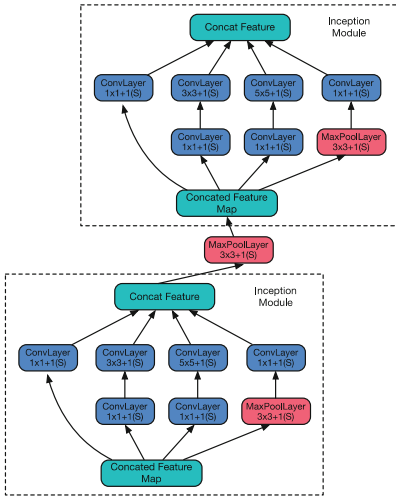 Inception
Module
Concat Feature
ConvLayer
1x1+1(S)
ConvLayer
3x3+1(S)
ConvLayer
5x5+1(S)
ConvLayer
1x1+1(S)
ConvLayer
1x1+1(S)
ConvLayer
1x1+1(S)
MaxPoolLayer
3x3+1(S)
Concated Feature
Map
MaxPoolLayer
3x3+1(S)
Inception
Module
Concat Feature
ConvLayer
1x1+1(S)
ConvLayer
3x3+1(S)
ConvLayer
5x5+1(S)
ConvLayer
1x1+1(S)
ConvLayer
1x1+1(S)
ConvLayer
1x1+1(S)
MaxPoolLayer
3x3+1(S)
Concated Feature
Map